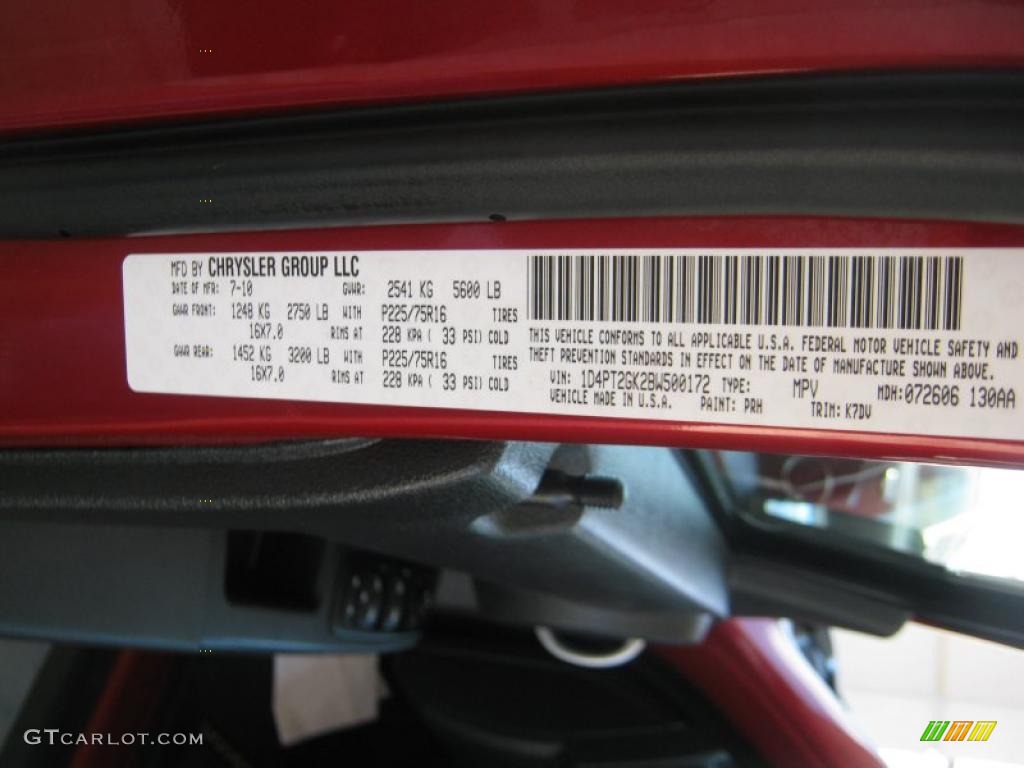 MFD BY CHRYSLER GROUP LLC
DATE OF MFR: 7-10 GVWR: 2541 KG 5600 LB
GAWR FRONT: 1248 KG 2750 LB WITH P225/75R16 TIRES
16X7.0 RIMS AT 228 KPA ( 33 PSI) COLD
GAWR REAR: 1452 KG 3200 LB WITH P225/75R16 TIRES
16X7.0 RIMS AT 228 KPA ( 33 PSI) COLD
THIS VEHICLE CONFORMS TO ALL APPLICABLE U.S.A. FEDERAL MOTOR VEHICLE SAFETY AND
THEFT PREVENTION STANDARDS IN EFFECT ON THE DATE OF MANUFACTURE SHOWN ABOVE.
VIN: 1D4PT2GK2BW500172 TYPE: MPV MDH:072606 130AA
VEHICLE MADE IN U.S.A. PAINT: PRH TRIM: K7DV
GTCARLOT.COM